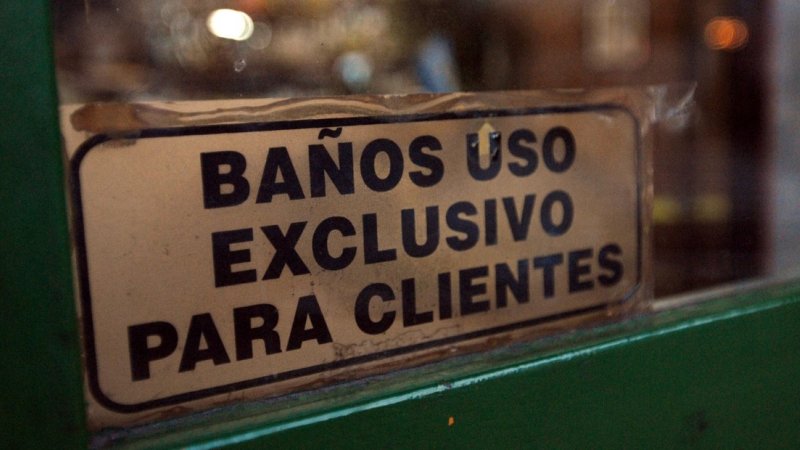 BAÑOS USO
EXCLUSIVO
PARA CLIENTES